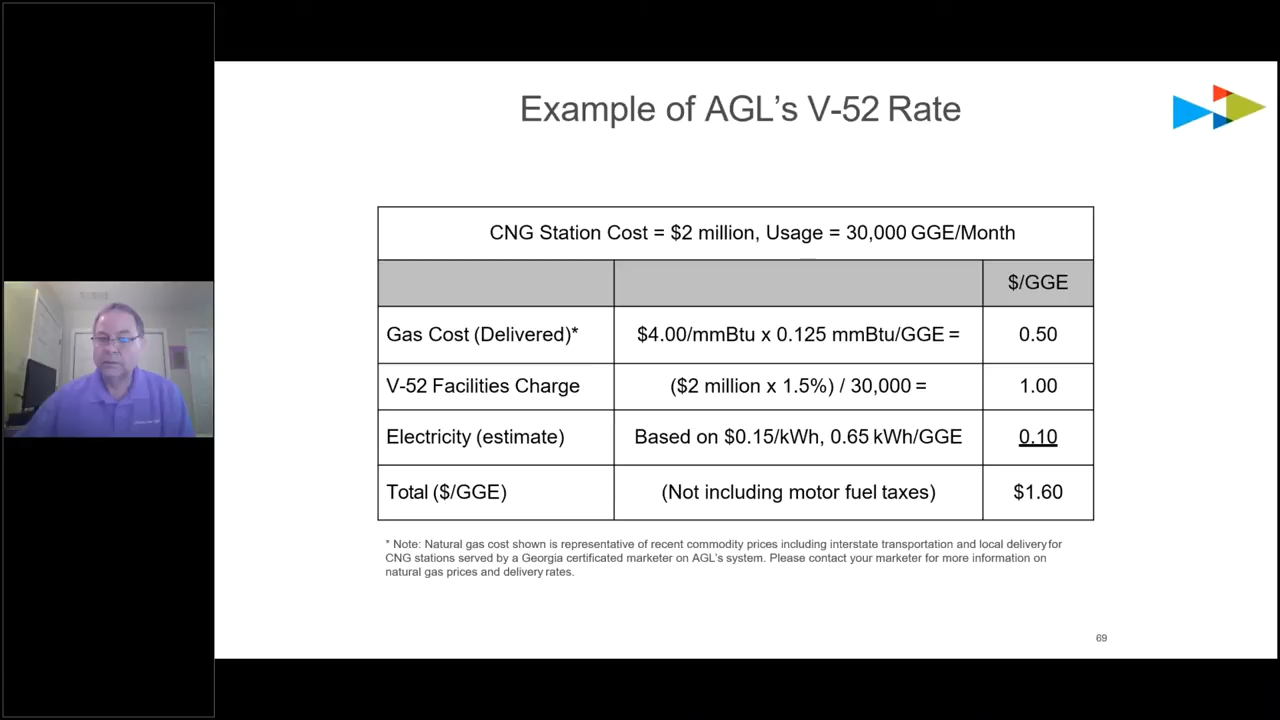 Example of AGL's V-52 Rate
CNG Station Cost = $2 million, Usage = 30,000 GGE/Month
$/GGE
Gas Cost (Delivered)* $4.00/mmBtu x 0.125 mmBtu/GGE = 0.50
V-52 Facilities Charge ($2 million x 1.5%) / 30,000 = 1.00
Electricity (estimate) Based on $0.15/kWh, 0.65 kWh/GGE 0.10
Total ($/GGE) (Not including motor fuel taxes) $1.60
* Note: Natural gas cost shown is representative of recent commodity prices including interstate transportation and local delivery for
CNG stations served by a Georgia certificated marketer on AGL's system. Please contact your marketer for more information on
natural gas prices and delivery rates.
69